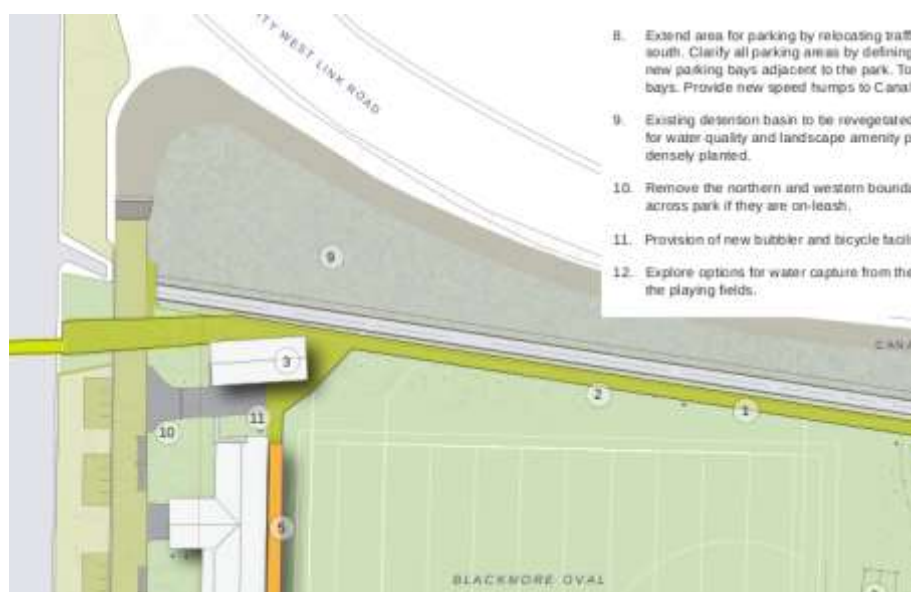 ITY WEST LINK ROAD
8. Extend area for parking by relocating traff
south. Clarify all parking areas by defining
new parking bays adjacent to the park. To
bays. Provide new speed humps to Canal
9. Existing detention basin to be revegetated
for water quality and landscape amenity p
densely planted.
10. Remove the northern and western bounda
across park if they are on-leash.
11. Provision of new bubbler and bicycle facili
12. Explore options for water capture from the
the playing fields.
9
CANA
3
2
1
11
10
5
BLACKMORE OVAL